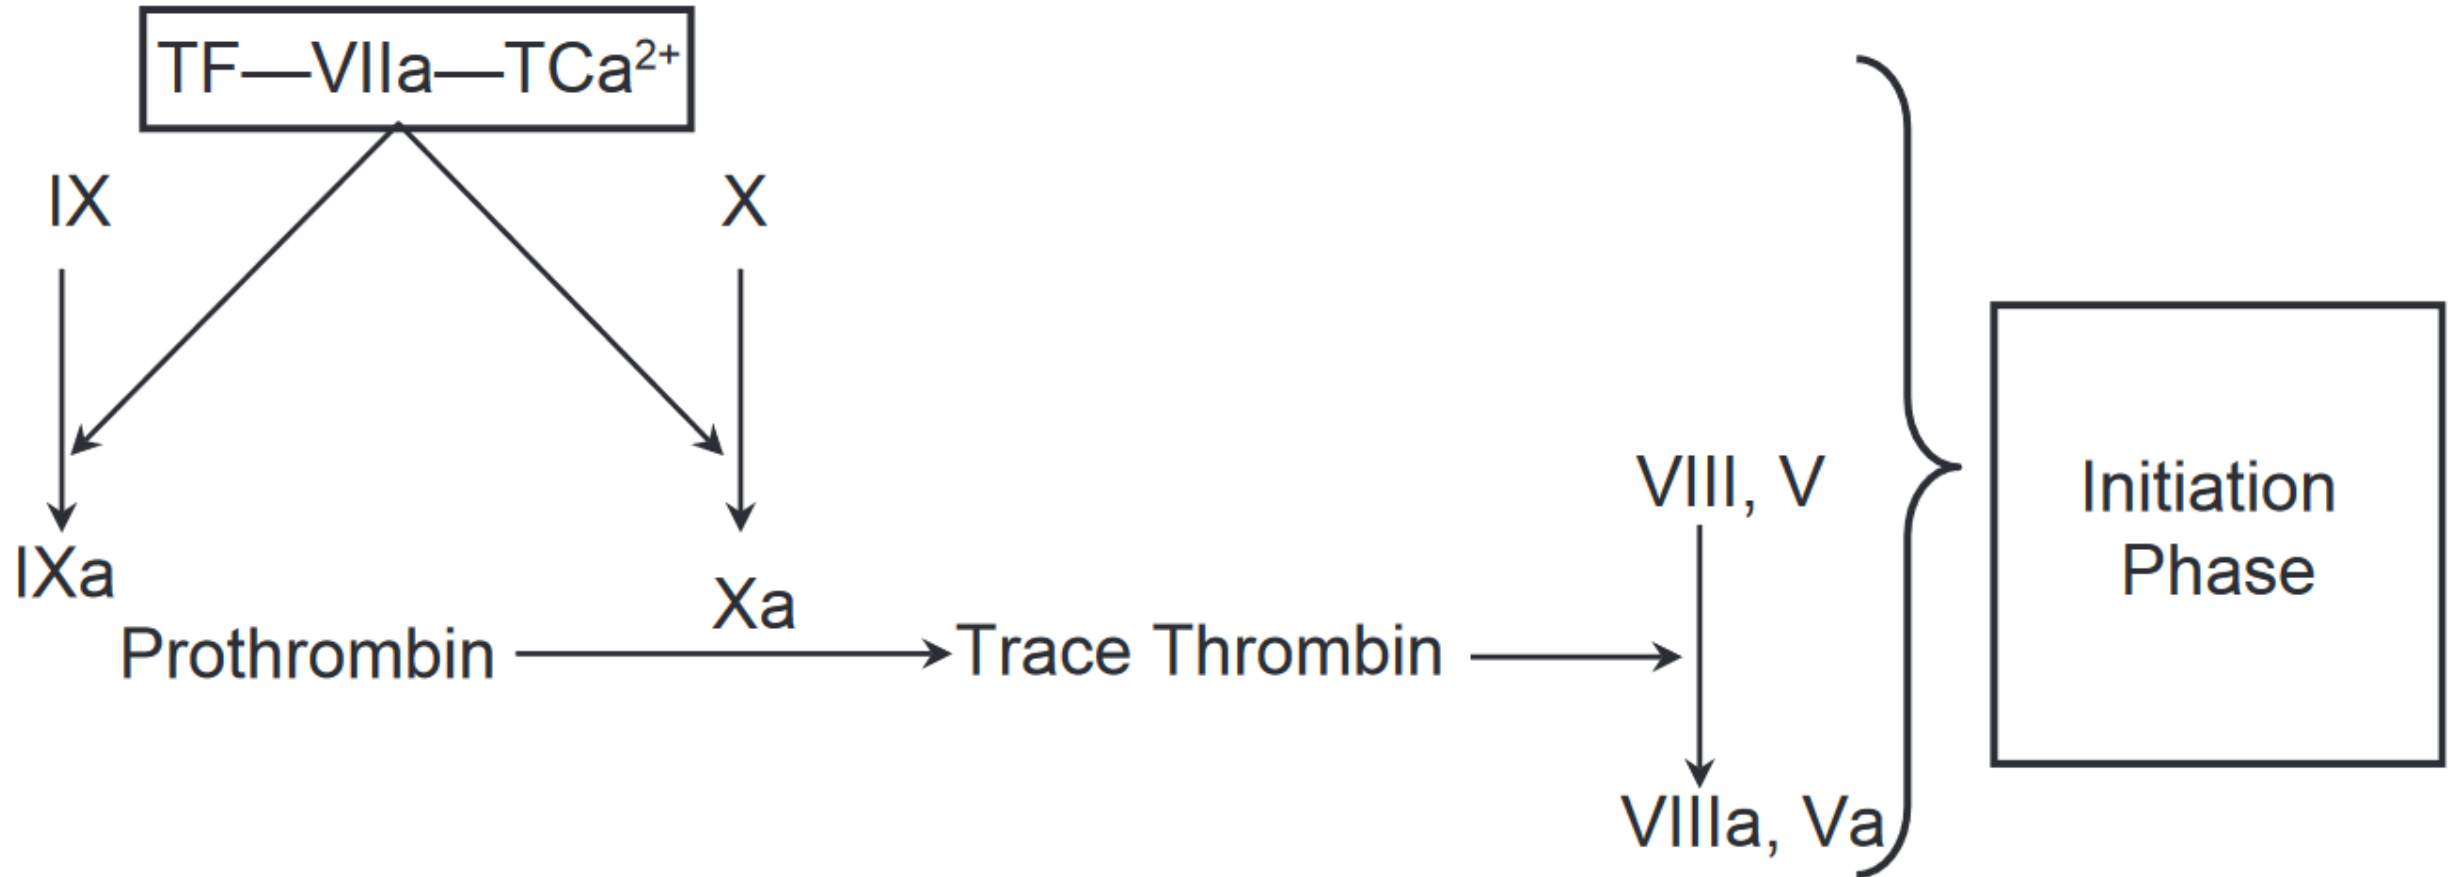 TF—VIIa—TCa²⁺
IX
X
IXa
Xa
Prothrombin
Trace Thrombin
VIII, V
VIIIa, Va
Initiation
Phase